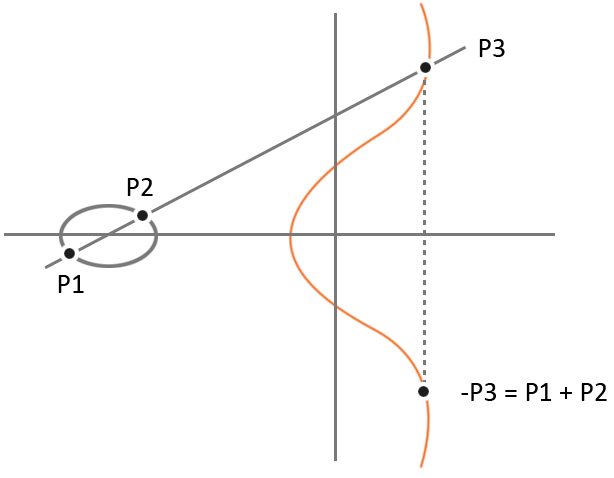 P3
P2
P1
-P3 = P1 + P2